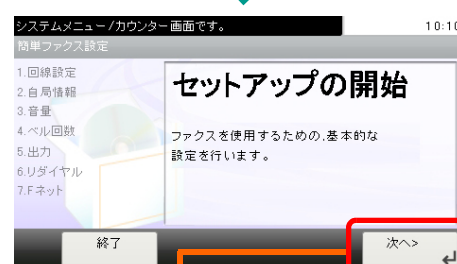 システムメニュー/カウンター画面です。
10:10
簡単ファクス設定
1.回線設定
2.自局情報
3.音量
4.ベル回数
5.出力
6.リダイヤル
7.Fネット
セットアップの開始
ファクスを使用するための,基本的な
設定を行います。
終了
次へ>